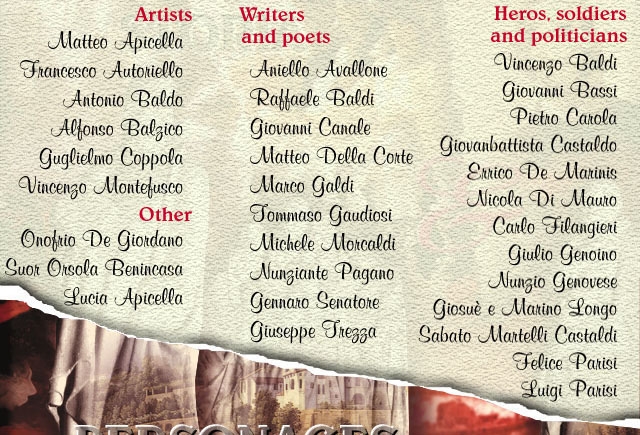 Artists
Matteo Apicella
Francesco Autoriello
Antonio Baldo
Alfonso Balzico
Guglielmo Coppola
Vincenzo Montefusco
Other
Onofrio De Giordano
Suor Orsola Benincasa
Lucia Apicella
Writers
and poets
Aniello Avallone
Raffaele Baldi
Giovanni Canale
Matteo Della Corte
Marco Galdi
Tommaso Gaudiosi
Michele Morcaldi
Nunziante Pagano
Gennaro Senatore
Giuseppe Trezza
Heros, soldiers
and politicians
Vincenzo Baldi
Giovanni Bassi
Pietro Carola
Giovanbattista Castaldo
Errico De Marinis
Nicola Di Mauro
Carlo Filangieri
Giulio Genoino
Nunzio Genovese
Giosuè e Marino Longo
Sabato Martelli Castaldi
Felice Parisi
Luigi Parisi
PERSONAGES